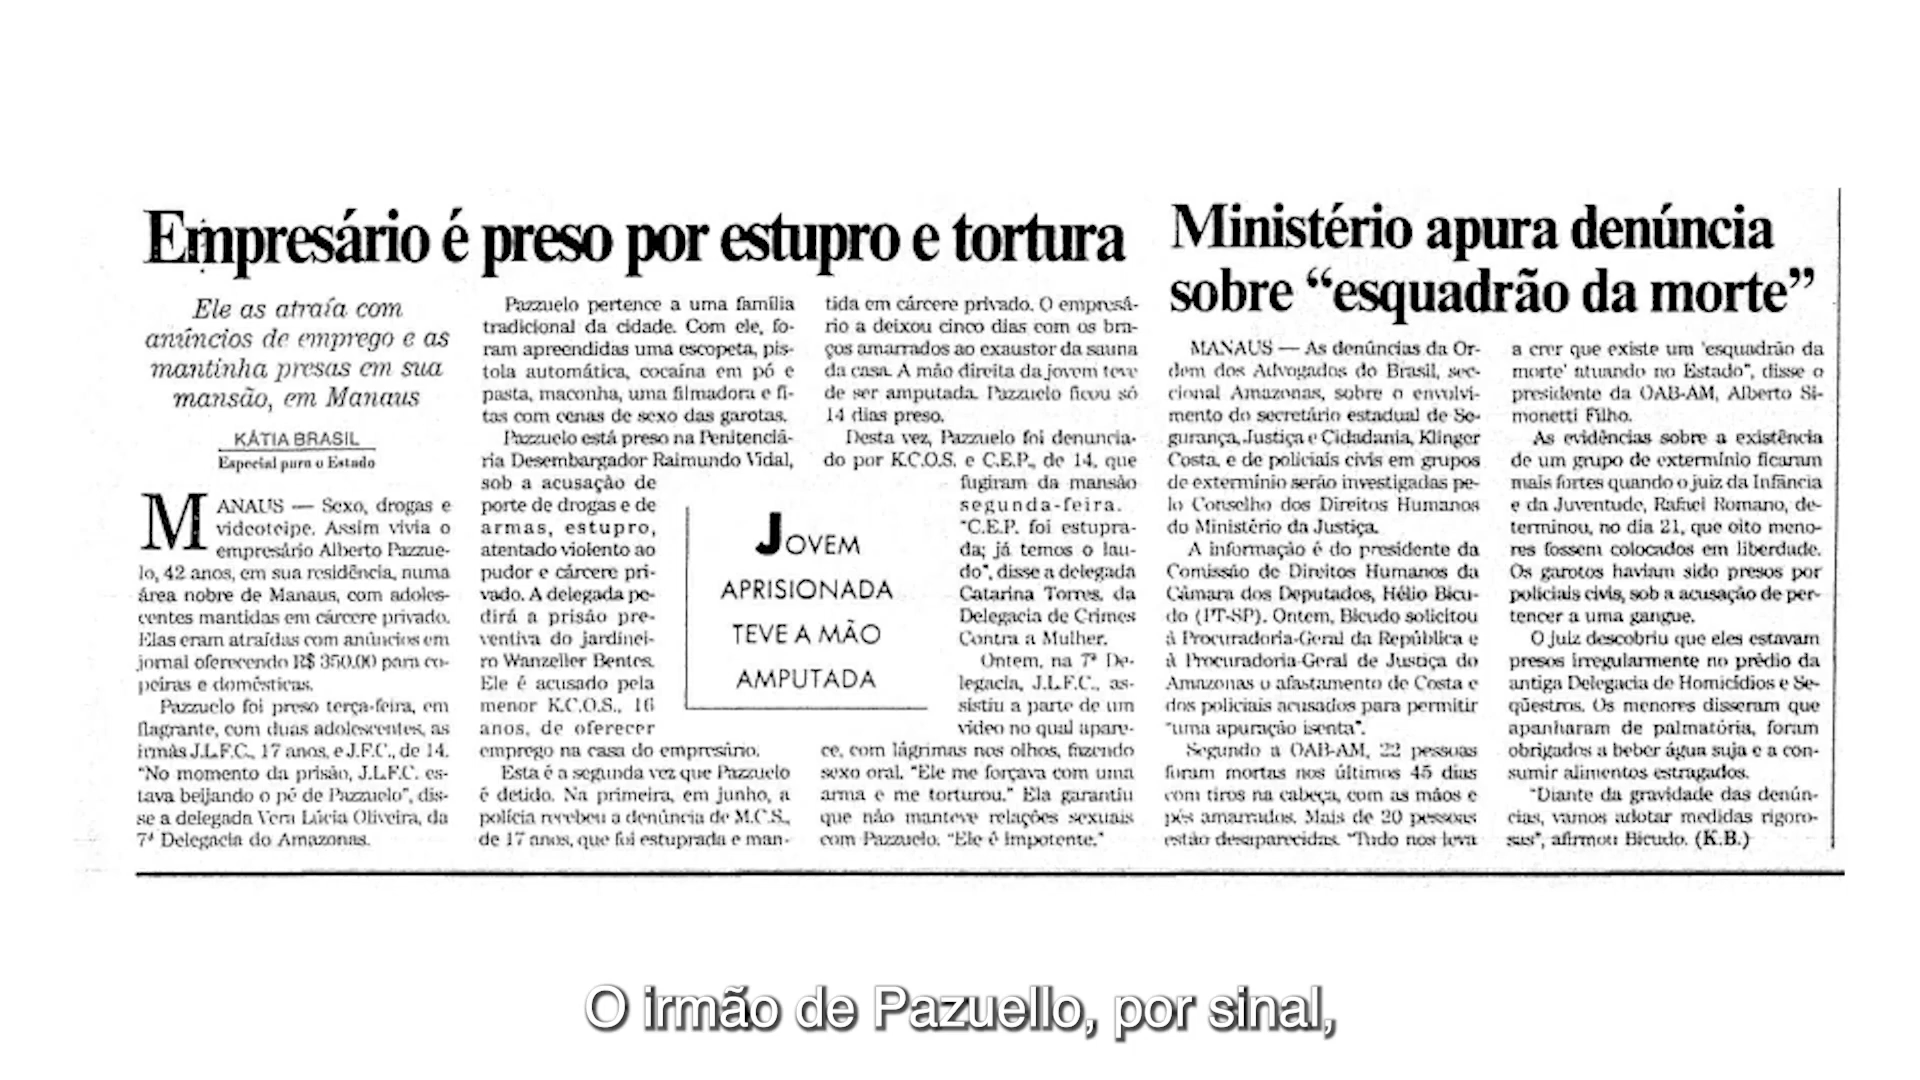 Empresário é preso por estupro e tortura
Ele as atraía com
anúncios de emprego e as
mantinha presas em sua
mansão, em Manaus
KÁTIA BRASIL
Especial para o Estado
MANAUS — Sexo, drogas e
videoteipe. Assim vivia o
empresário Alberto Pazzue-
lo, 42 anos, em sua residência, numa
área nobre de Manaus, com adoles-
centes mantidas em cárcere privado.
Elas eram atraídas com anúncios em
jornal oferecendo R$ 350,00 para co-
peiras e domésticas.
Pazzuelo foi preso terça-feira, em
flagrante, com duas adolescentes, as
irmãs J.L.F.C., 17 anos, e J.F.C., de 14.
"No momento da prisão, J.L.F.C. es-
tava beijando o pé de Pazzuelo", dis-
se a delegada Vera Lúcia Oliveira, da
7ª Delegacia do Amazonas.
Pazzuelo pertence a uma família
tradicional da cidade. Com ele, fo-
ram apreendidas uma escopeta, pis-
tola automática, cocaína em pó e
pasta, maconha, uma filmadora e fi-
tas com cenas de sexo das garotas.
Pazzuelo está preso na Penitenciá-
ria Desembargador Raimundo Vidal,
sob a acusação de
porte de drogas e de
armas, estupro,
atentado violento ao
pudor e cárcere pri-
vado. A delegada pe-
dirá a prisão pre-
ventiva do jardinei-
ro Wanzeller Bentes.
Ele é acusado pela
menor K.C.O.S., 16
anos, de oferecer
emprego na casa do empresário.
Esta é a segunda vez que Pazzuelo
é detido. Na primeira, em junho, a
polícia recebeu a denúncia de M.C.S.,
de 17 anos, que foi estuprada e man-
JOVEM
APRISIONADA
TEVE A MÃO
AMPUTADA
tida em cárcere privado. O empresá-
rio a deixou cinco dias com os bra-
ços amarrados ao exaustor da sauna
da casa. A mão direita da jovem teve
de ser amputada. Pazzuelo ficou só
14 dias preso.
Desta vez, Pazzuelo foi denuncia-
do por K.C.O.S. e C.E.P., de 14, que
fugiram da mansão
segunda-feira.
"C.E.P. foi estupra-
da; já temos o lau-
do", disse a delegada
Catarina Torres, da
Delegacia de Crimes
Contra a Mulher.
Ontem, na 7ª De-
legacia, J.L.F.C., as-
sistiu a parte de um
vídeo no qual apare-
ce, com lágrimas nos olhos, fazendo
sexo oral. "Ele me forçava com uma
arma e me torturou." Ela garantiu
que não manteve relações sexuais
com Pazzuelo. "Ele é impotente."
Ministério apura denúncia
sobre “esquadrão da morte”
MANAUS — As denúncias da Or-
dem dos Advogados do Brasil, sec-
cional Amazonas, sobre o envolvi-
mento do secretário estadual de Se-
gurança, Justiça e Cidadania, Klinger
Costa, e de policiais civis em grupos
de extermínio serão investigadas pe-
lo Conselho dos Direitos Humanos
do Ministério da Justiça.
A informação é do presidente da
Comissão de Direitos Humanos da
Câmara dos Deputados, Hélio Bicu-
do (PT-SP). Ontem, Bicudo solicitou
à Procuradoria-Geral da República e
à Procuradoria-Geral de Justiça do
Amazonas o afastamento de Costa e
dos policiais acusados para permitir
"uma apuração isenta".
Segundo a OAB-AM, 22 pessoas
foram mortas nos últimos 45 dias
com tiros na cabeça, com as mãos e
pés amarrados. Mais de 20 pessoas
estão desaparecidas. "Tudo nos leva
a crer que existe um 'esquadrão da
morte' atuando no Estado", disse o
presidente da OAB-AM, Alberto Si-
monetti Filho.
As evidências sobre a existência
de um grupo de extermínio ficaram
mais fortes quando o juiz da Infância
e da Juventude, Rafael Romano, de-
terminou, no dia 21, que oito meno-
res fossem colocados em liberdade.
Os garotos haviam sido presos por
policiais civis, sob a acusação de per-
tencer a uma gangue.
O juiz descobriu que eles estavam
presos irregularmente no prédio da
antiga Delegacia de Homicídios e Se-
qüestros. Os menores disseram que
apanharam de palmatória, foram
obrigados a beber água suja e a con-
sumir alimentos estragados.
"Diante da gravidade das denún-
cias, vamos adotar medidas rigoro-
sas", afirmou Bicudo. (K.B.)
O irmão de Pazuello, por sinal,